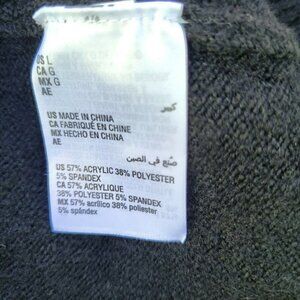 US L
CA G
MX G
AE
كبير
US MADE IN CHINA
CA FABRIQUÉ EN CHINE
MX HECHO EN CHINA
AE
صنع في الصين
US 57% ACRYLIC 38% POLYESTER
5% SPANDEX
CA 57% ACRYLIQUE
38% POLYESTER 5% SPANDEX
MX 57% acrílico 38% poliester
5% spándex